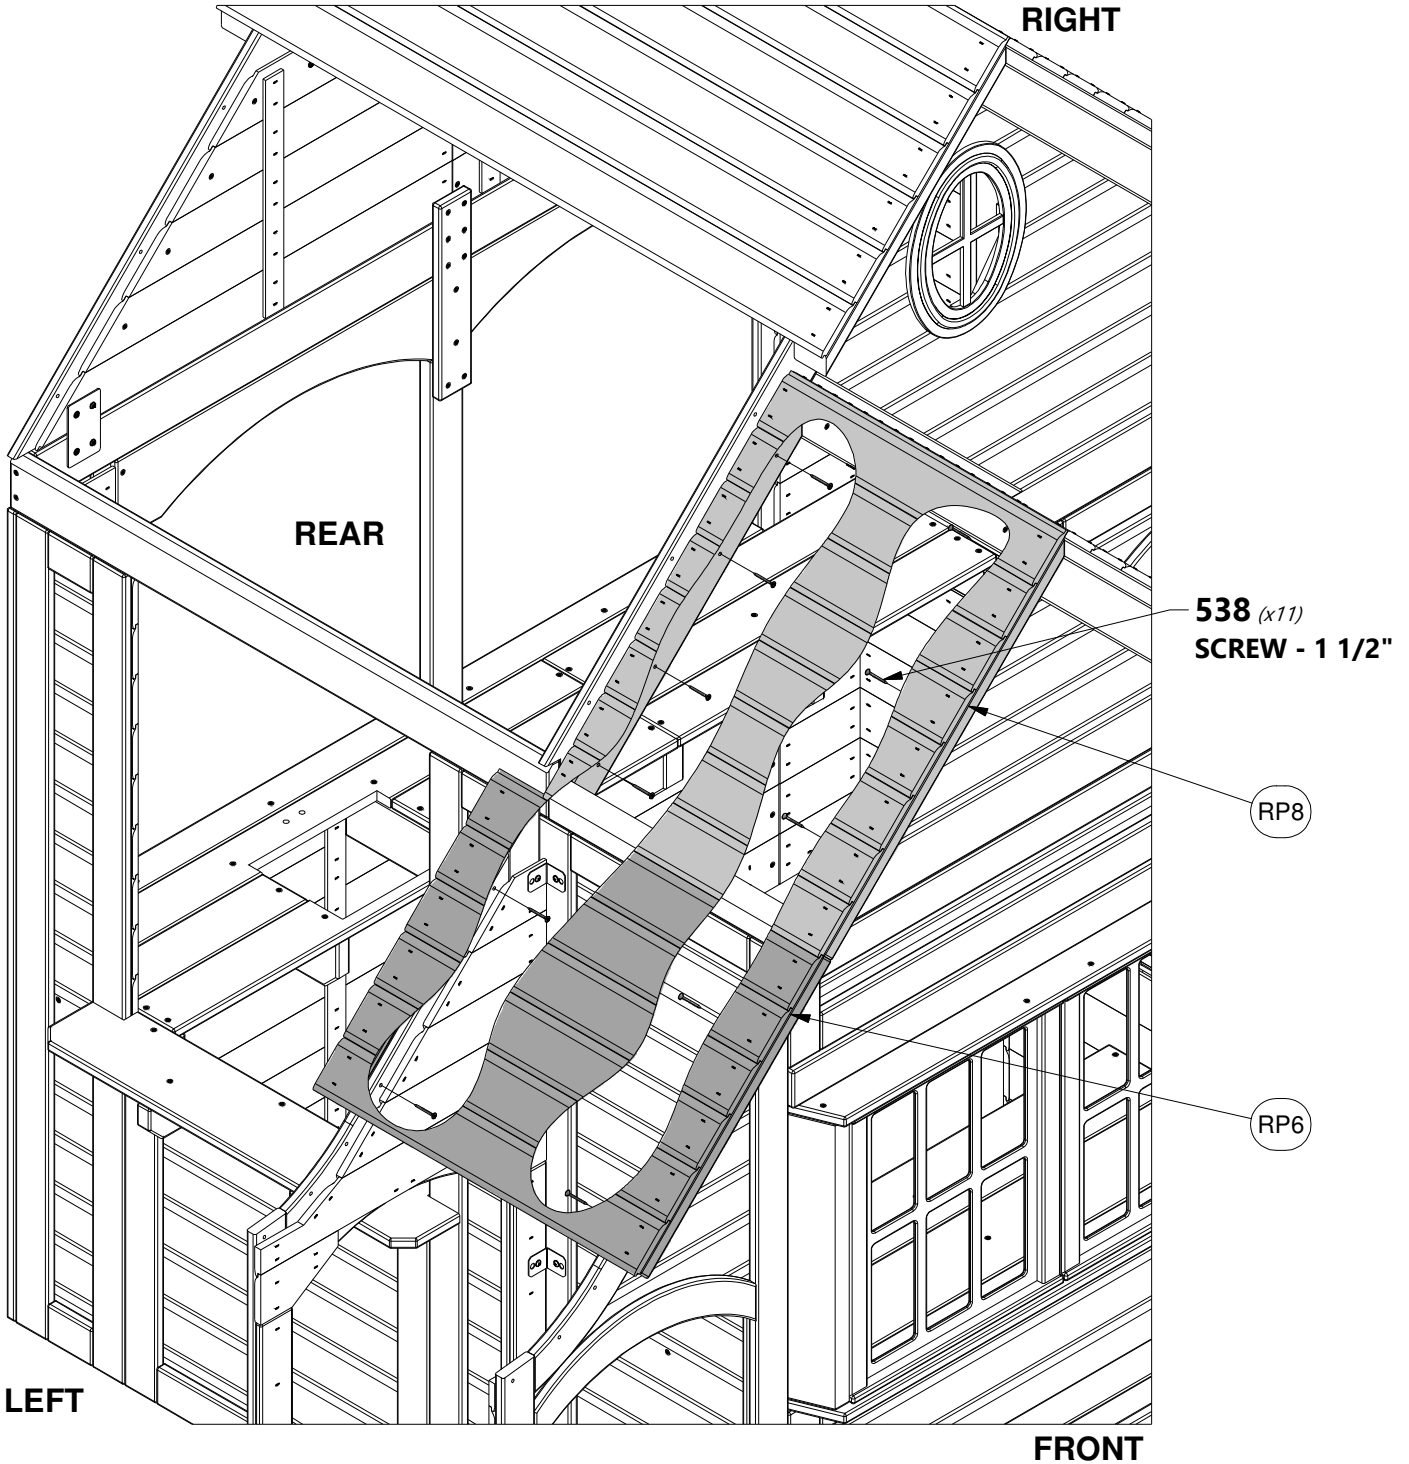 RIGHT
REAR
538 (x11)
SCREW - 1 1/2"
RP8
RP6
LEFT
FRONT